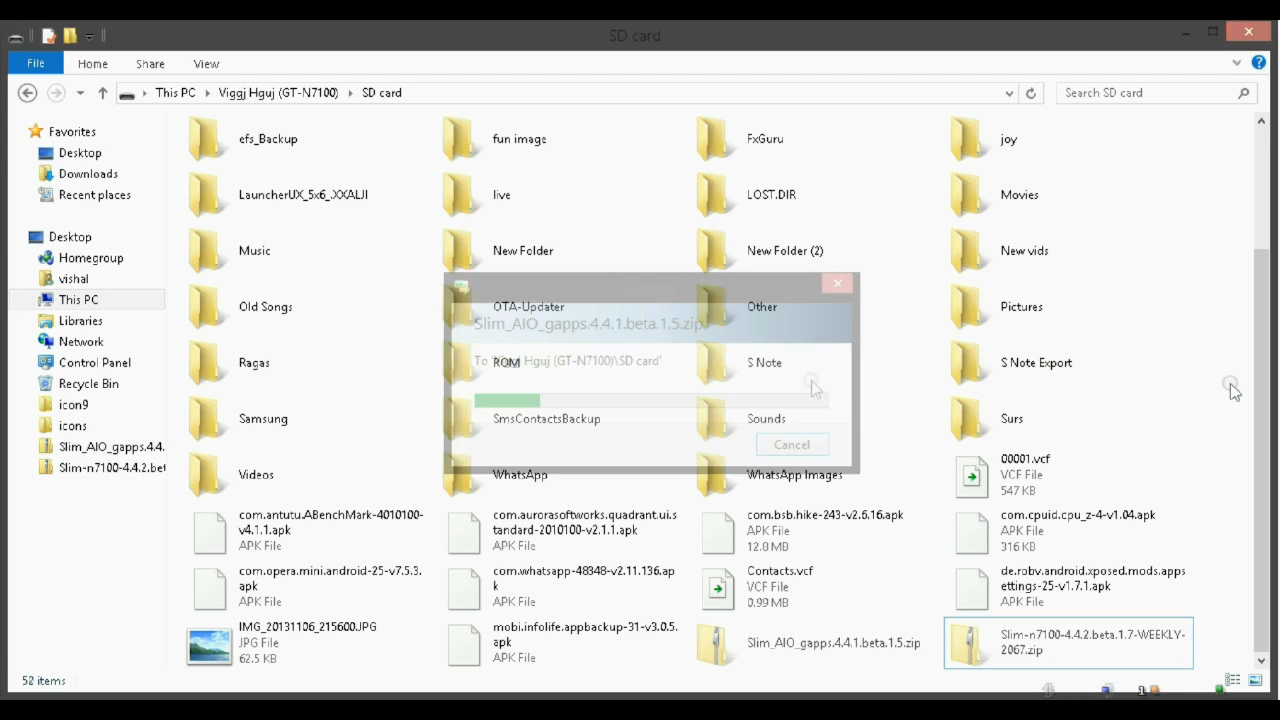 SD card
File Home Share View
This PC Viggj Hguj (GT-N7100) SD card
Search SD card
Favorites
Desktop
Downloads
Recent places
Desktop
Homegroup
vishal
This PC
Libraries
Network
Control Panel
Recycle Bin
icon9
icons
Slim_AIO_gapps.4.4.
Slim-n7100-4.4.2.bet
efs_Backup
fun image
FxGuru
joy
LauncherUX_5x6_.XXALJI
live
LOST.DIR
Movies
Music
New Folder
New Folder (2)
New vids
Old Songs
OTA-Updater
Other
Pictures
Ragas
ROM
S Note
S Note Export
Samsung
SmsContactsBackup
Sounds
Surs
Videos
WhatsApp
WhatsApp Images
00001.vcf
VCF File
547 KB
com.antutu.ABenchMark-4010100-
v4.1.1.apk
APK File
com.aurorasoftworks.quadrant.ui.s
tandard-2010100-v2.1.1.apk
APK File
com.bsb.hike-243-v2.6.16.apk
APK File
12.8 MB
com.cpuid.cpu_z-4-v1.04.apk
APK File
316 KB
com.opera.mini.android-25-v7.5.3.
apk
APK File
com.whatsapp-48348-v2.11.136.ap
k
APK File
Contacts.vcf
VCF File
0.99 MB
de.robv.android.xposed.mods.apps
ettings-25-v1.7.1.apk
APK File
IMG_20131106_215600.JPG
JPG File
62.5 KB
mobi.infolife.appbackup-31-v3.0.5.
apk
APK File
Slim_AIO_gapps.4.4.1.beta.1.5.zip
Slim-n7100-4.4.2.beta.1.7-WEEKLY-
2067.zip
Slim_AIO_gapps.4.4.1.beta.1.5.zip
To Hguj (GT-N7100)\SD card'
Cancel
52 items
1